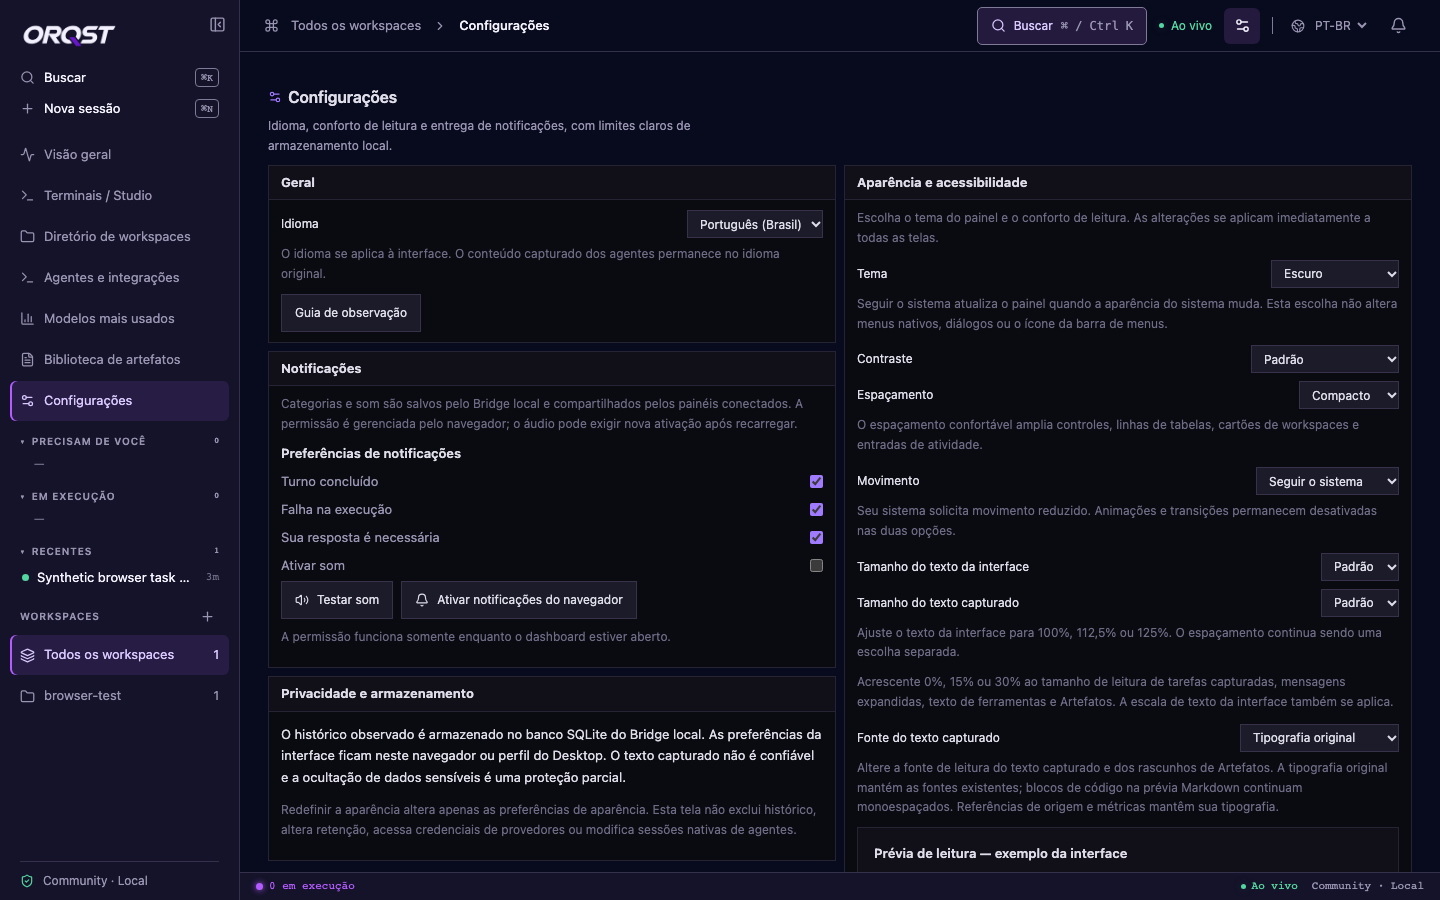 ORQST
Buscar ⌘K
Nova sessão ⌘N
Visão geral
Terminais / Studio
Diretório de workspaces
Agentes e integrações
Modelos mais usados
Biblioteca de artefatos
Configurações
PRECISAM DE VOCÊ 0
—
EM EXECUÇÃO 0
—
RECENTES 1
Synthetic browser task ... 3m
WORKSPACES
Todos os workspaces 1
browser-test 1
Community · Local
Todos os workspaces > Configurações
Buscar ⌘ / Ctrl K
Ao vivo
PT-BR
Configurações
Idioma, conforto de leitura e entrega de notificações, com limites claros de
armazenamento local.
Geral
Idioma Português (Brasil)
O idioma se aplica à interface. O conteúdo capturado dos agentes permanece no idioma
original.
Guia de observação
Notificações
Categorias e som são salvos pelo Bridge local e compartilhados pelos painéis conectados. A
permissão é gerenciada pelo navegador; o áudio pode exigir nova ativação após recarregar.
Preferências de notificações
Turno concluído
Falha na execução
Sua resposta é necessária
Ativar som
Testar som
Ativar notificações do navegador
A permissão funciona somente enquanto o dashboard estiver aberto.
Privacidade e armazenamento
O histórico observado é armazenado no banco SQLite do Bridge local. As preferências da
interface ficam neste navegador ou perfil do Desktop. O texto capturado não é confiável
e a ocultação de dados sensíveis é uma proteção parcial.
Redefinir a aparência altera apenas as preferências de aparência. Esta tela não exclui histórico,
altera retenção, acessa credenciais de provedores ou modifica sessões nativas de agentes.
Aparência e acessibilidade
Escolha o tema do painel e o conforto de leitura. As alterações se aplicam imediatamente a
todas as telas.
Tema Escuro
Seguir o sistema atualiza o painel quando a aparência do sistema muda. Esta escolha não altera
menus nativos, diálogos ou o ícone da barra de menus.
Contraste Padrão
Espaçamento Compacto
O espaçamento confortável amplia controles, linhas de tabelas, cartões de workspaces e
entradas de atividade.
Movimento Seguir o sistema
Seu sistema solicita movimento reduzido. Animações e transições permanecem desativadas
nas duas opções.
Tamanho do texto da interface Padrão
Tamanho do texto capturado Padrão
Ajuste o texto da interface para 100%, 112,5% ou 125%. O espaçamento continua sendo uma
escolha separada.
Acrescente 0%, 15% ou 30% ao tamanho de leitura de tarefas capturadas, mensagens
expandidas, texto de ferramentas e Artefatos. A escala de texto da interface também se aplica.
Fonte do texto capturado Tipografia original
Altere a fonte de leitura do texto capturado e dos rascunhos de Artefatos. A tipografia original
mantém as fontes existentes; blocos de código na prévia Markdown continuam
monoespaçados. Referências de origem e métricas mantêm sua tipografia.
Prévia de leitura — exemplo da interface
0 em execução
Ao vivo Community · Local